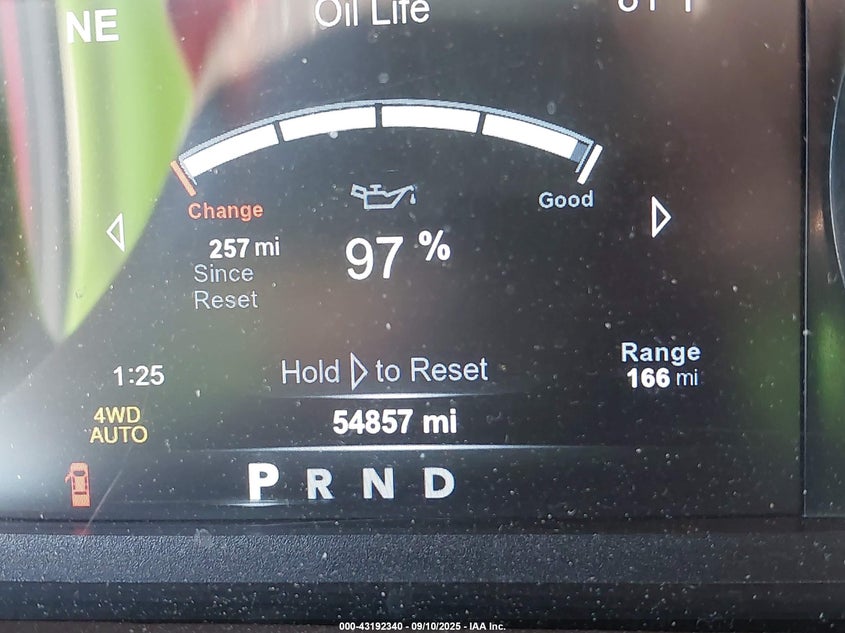 NE
Oil Life
Change
Good
257 mi
Since
Reset
97 %
1:25
Hold ▷ to Reset
Range
166 mi
4WD
AUTO
54857 mi
P R N D
000-43192340 - 09/10/2025 - IAA Inc.